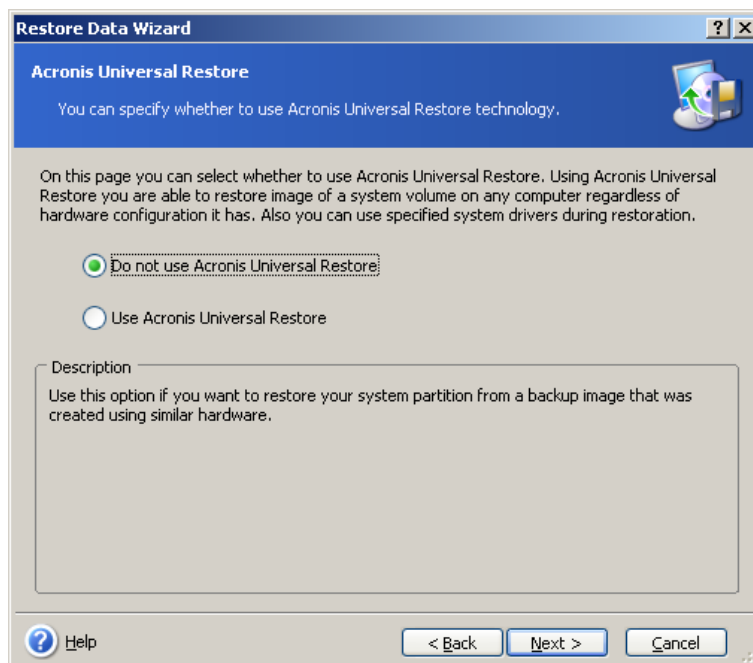 Restore Data Wizard
Acronis Universal Restore
You can specify whether to use Acronis Universal Restore technology.
On this page you can select whether to use Acronis Universal Restore. Using Acronis Universal
Restore you are able to restore image of a system volume on any computer regardless of
hardware configuration it has. Also you can use specified system drivers during restoration.
Do not use Acronis Universal Restore
Use Acronis Universal Restore
Description
Use this option if you want to restore your system partition from a backup image that was
created using similar hardware.
? Help
< Back
Next >
Cancel